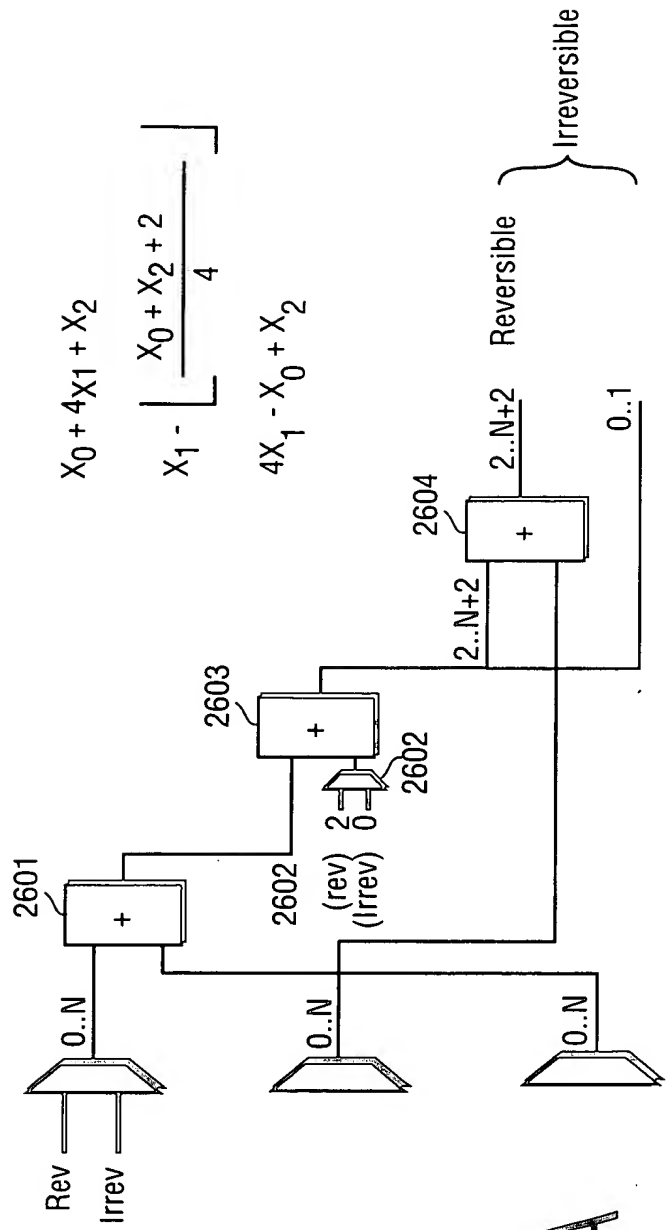 Rev
Irrev
0..N
0..N
0..N
2601
+
2602
(rev) 2
(Irrev) 0
2602
2603
+
2..N+2
2604
+
2..N+2
0..1
Reversible
Irreversible
X0 + 4X1 + X2
X1 - [ X0 + X2 + 2
4 ]
4X1 - X0 + X2